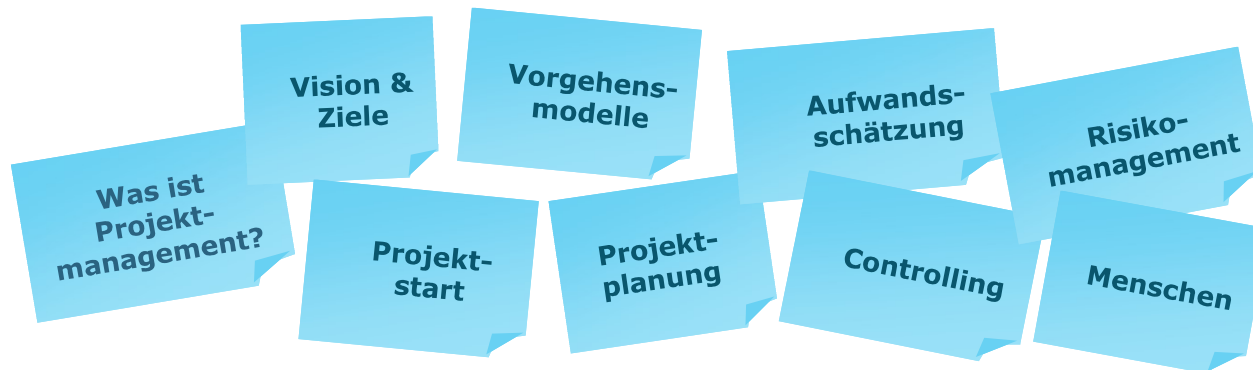 Was ist
Projekt-
management?
Vision &
Ziele
Projekt-
start
Vorgehens-
modelle
Projekt-
planung
Aufwands-
schätzung
Controlling
Risiko-
management
Menschen